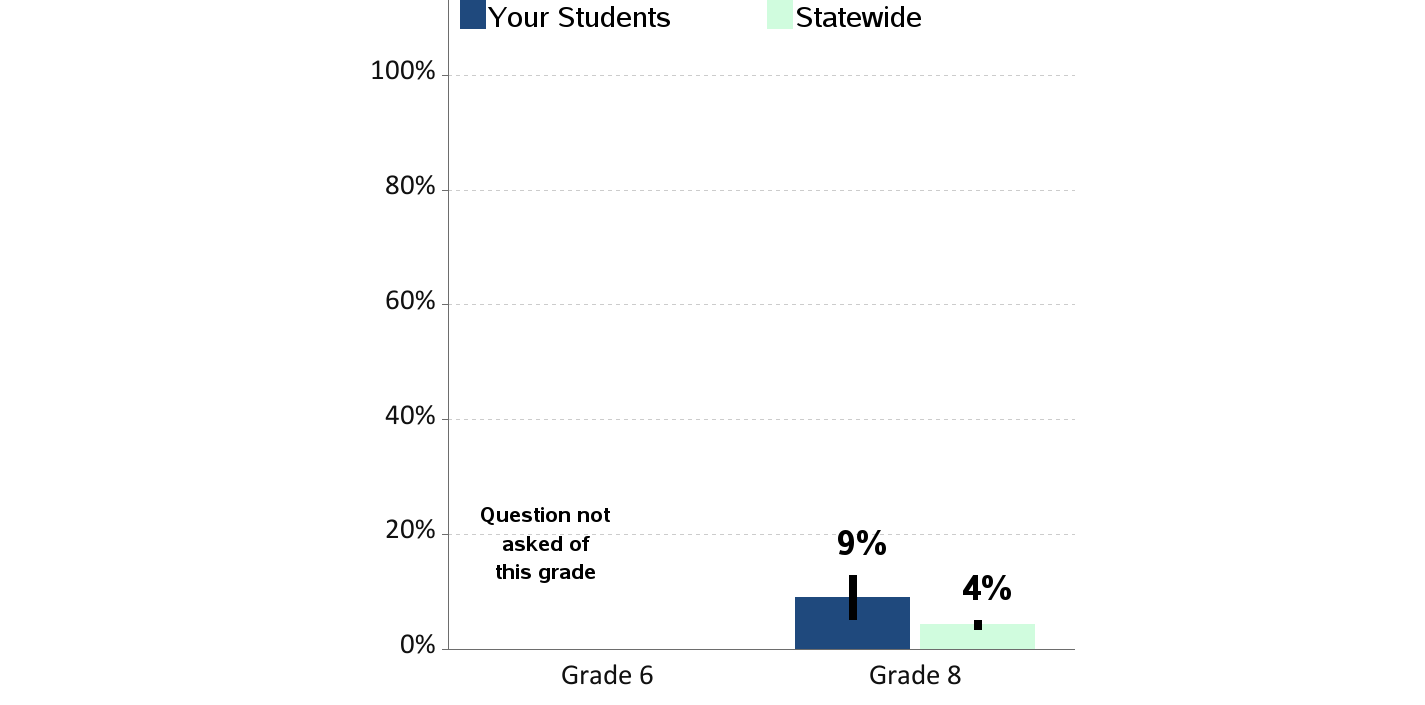 Your Students Statewide
100%
80%
60%
40%
20%
0%
Question not
asked of
this grade
9%
4%
Grade 6 Grade 8